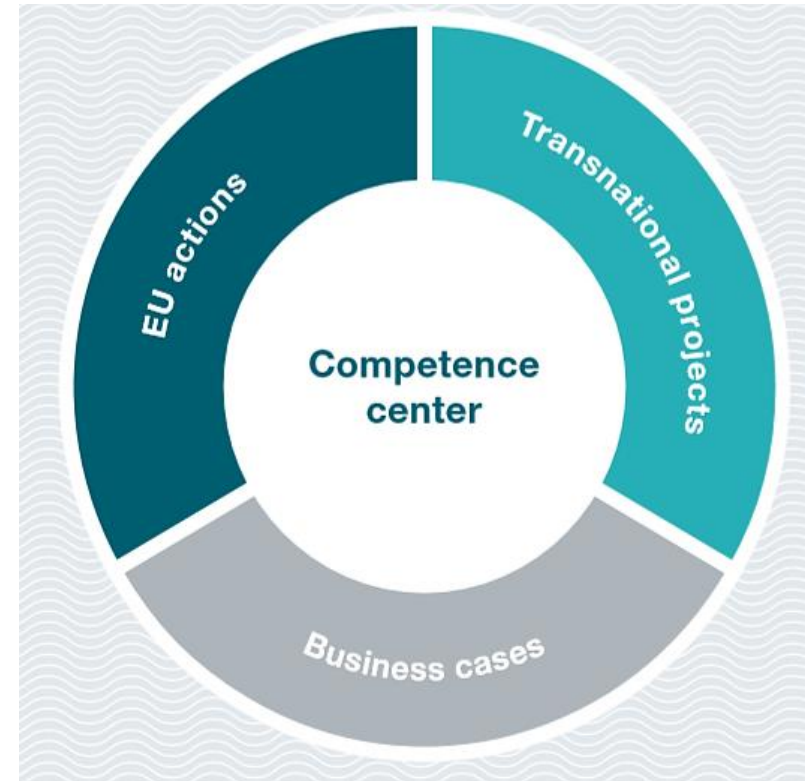 EU actions
Transnational projects
Competence
center
Business cases